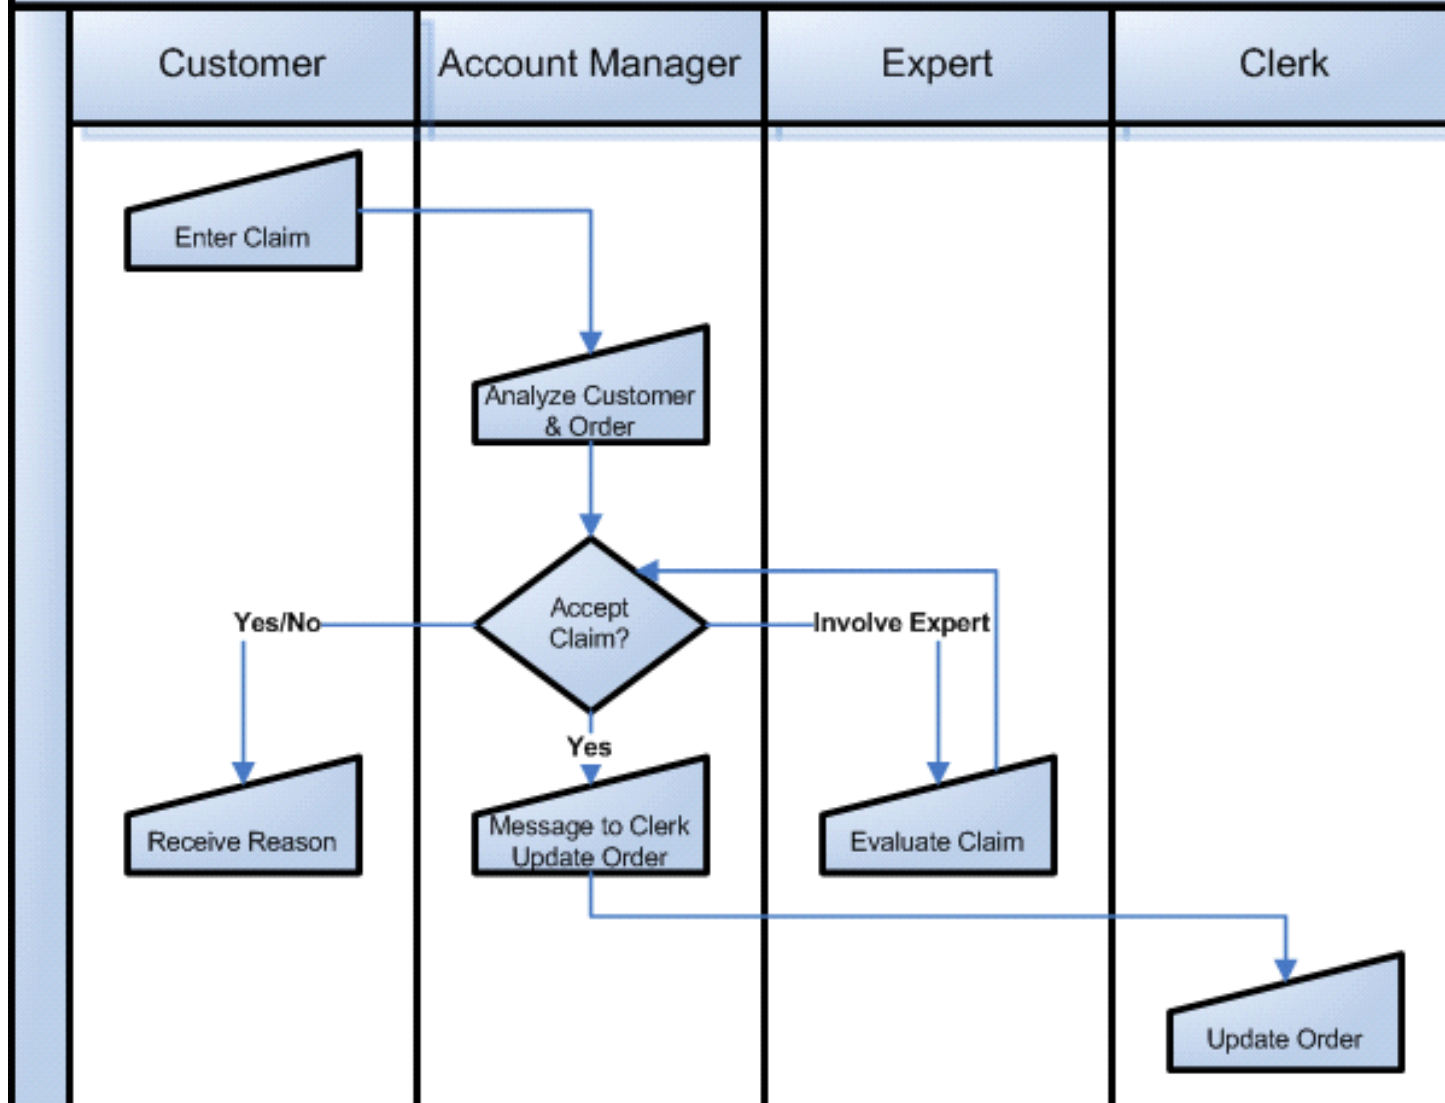 Customer
Account Manager
Expert
Clerk
Enter Claim
Analyze Customer
& Order
Accept
Claim?
Yes/No
Involve Expert
Yes
Receive Reason
Message to Clerk
Update Order
Evaluate Claim
Update Order